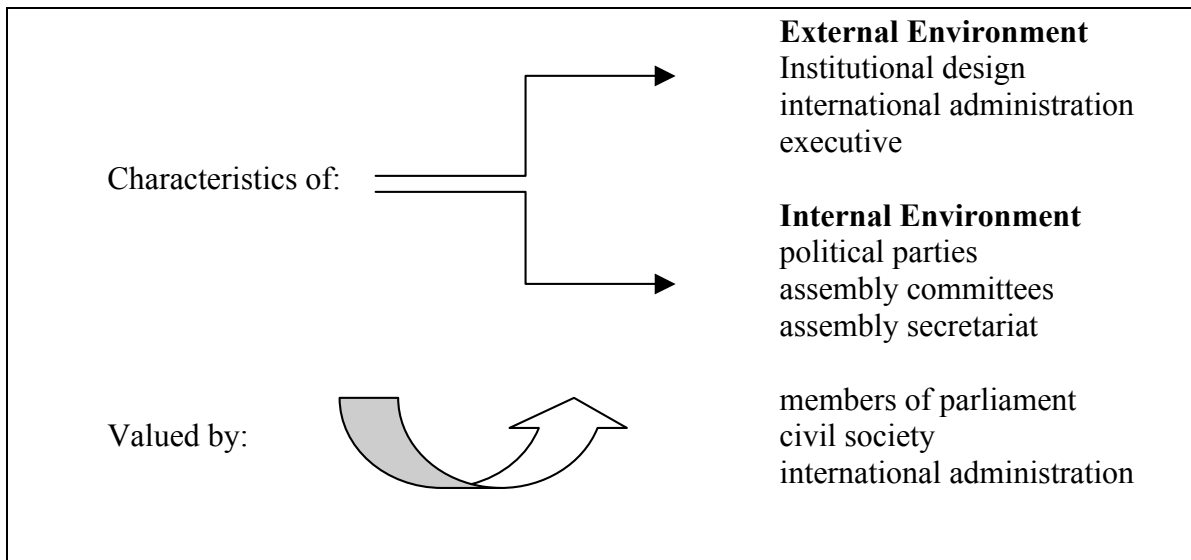 External Environment
Institutional design
international administration
executive
Characteristics of:
Internal Environment
political parties
assembly committees
assembly secretariat
Valued by:
members of parliament
civil society
international administration